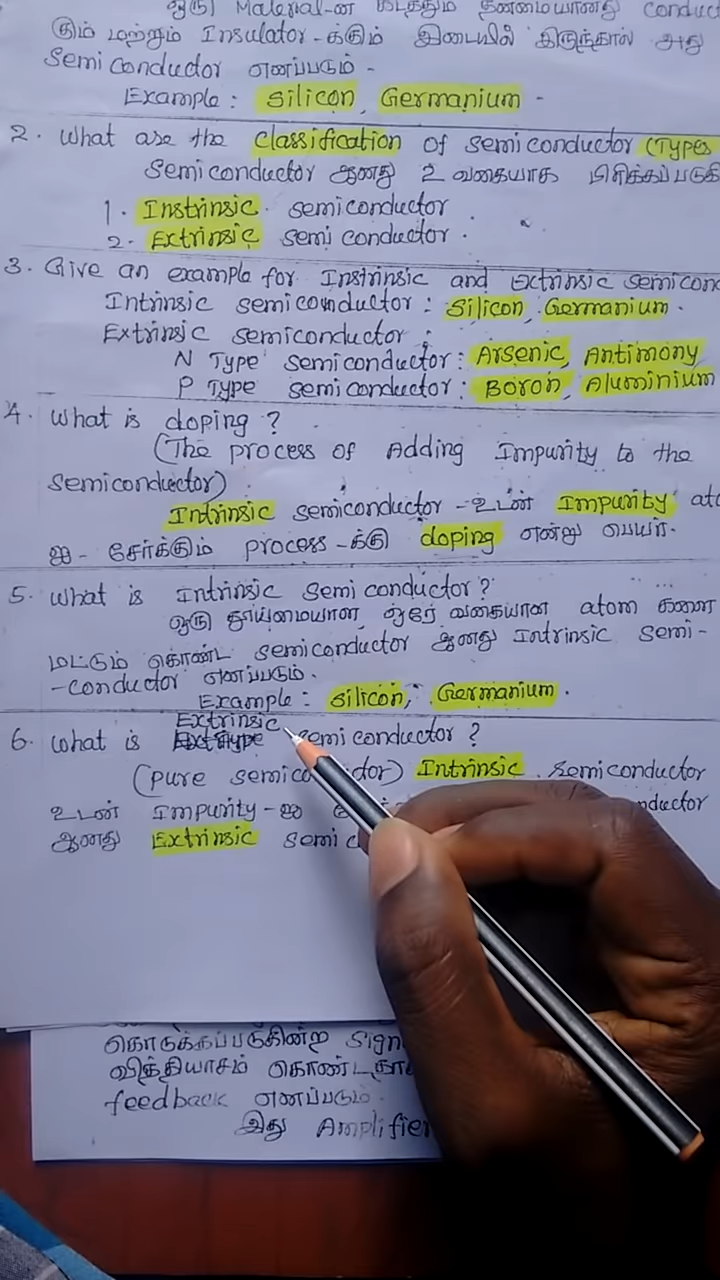 ஒரு Material-ன் கடத்தும் தன்மையானது conduct
க்கும் மற்றும் Insulator-க்கும் இடையில் இருந்தால் அது
Semi conductor எனப்படும்-
Example: Silicon, Germanium-
2. What are the classification of semiconductor (Types
Semiconductor ஆனது 2 வகையாக பிரிக்கப்படுகி
1. Instrinsic semiconductor
2. Extrinsic semi conductor.
3. Give an example for Instrinsic and Extrinsic semicon
Intrinsic semiconductor: Silicon, Germanium.
Extrinsic semiconductor:
N Type semiconductor: Arsenic, Antimony
P Type semiconductor: Boron, Aluminium
4. What is doping?
(The process of Adding Impurity to the
semiconductor)
Intrinsic semiconductor-உடன் Impurity ato
ஐ-சேர்க்கும் process-க்கு doping என்று பெயர்.
5. What is Intrinsic Semi conductor?
ஒரு தூய்மையான, ஒரே வகையான atom களை
மட்டும் கொண்ட semiconductor ஆனது Intrinsic semi-
-conductor எனப்படும்.
Example: Silicon, Germanium.
Extrinsic
6. What is semi conductor?
(pure semico ctor) Intrinsic semiconductor
உடன் Impurity-ஐ nductor
ஆனது Extrinsic semi c
கொடுக்கப்படுகின்ற Sign
வித்தியாசம்
feedback எனப்படும்.
இது Amplifier